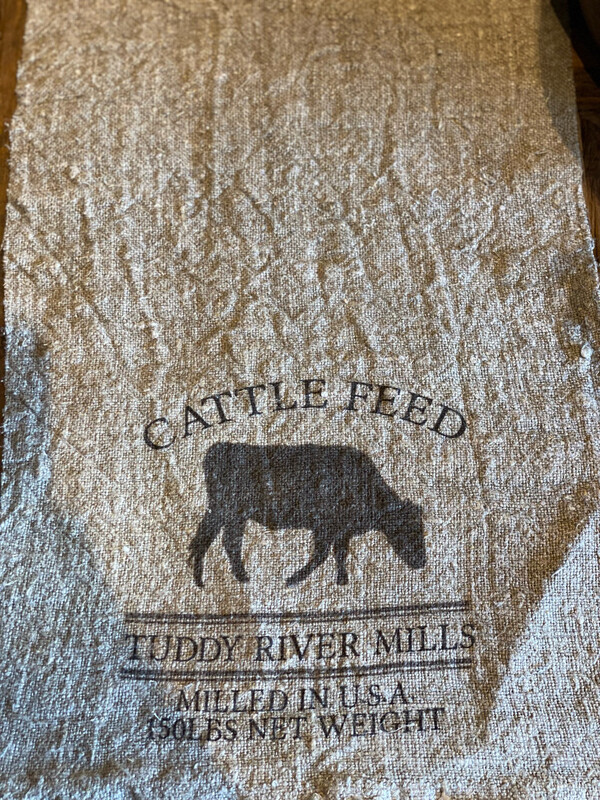 CATTLE FEED
TUDDY RIVER MILLS
MILLED IN U.S.A.
150LBS NET WEIGHT